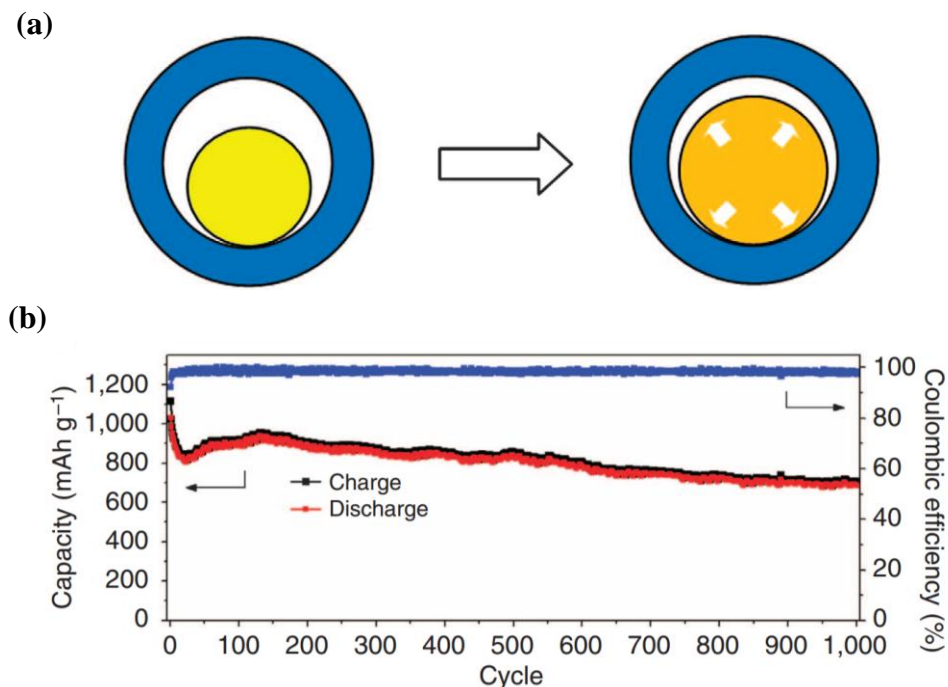 (a)
(b)
Capacity (mAh g⁻¹)
1,200
1,000
800
600
400
200
0
Charge
Discharge
100
80
60
40
20
0
Coulombic efficiency (%)
0 100 200 300 400 500 600 700 800 900 1,000
Cycle